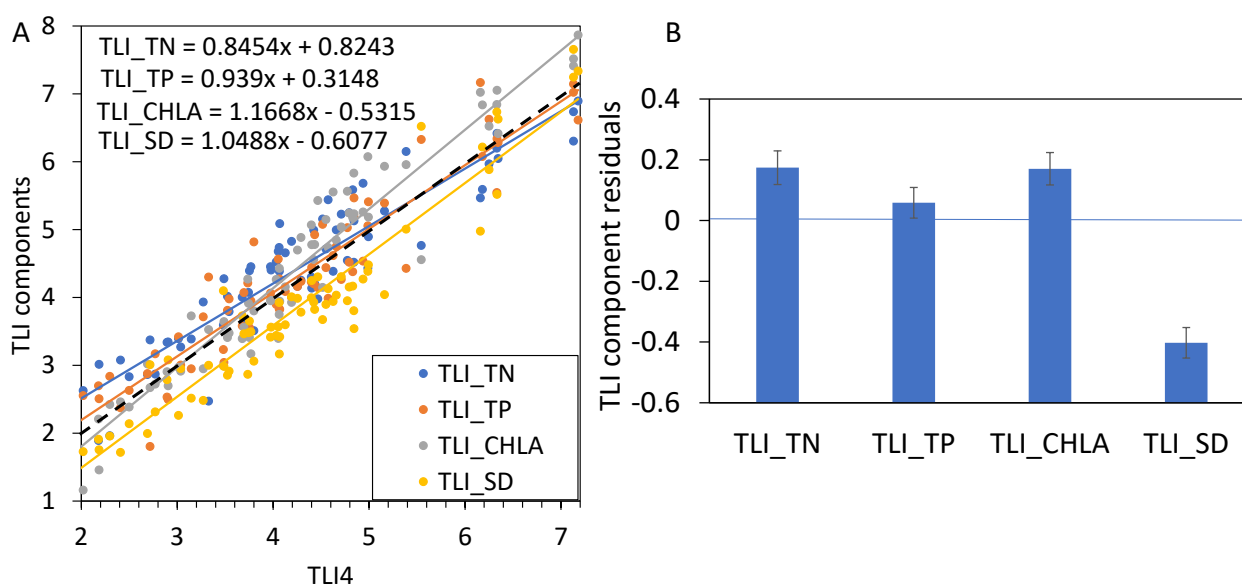 A
TLI_TN = 0.8454x + 0.8243
TLI_TP = 0.939x + 0.3148
TLI_CHLA = 1.1668x - 0.5315
TLI_SD = 1.0488x - 0.6077
8
7
6
5
4
3
2
1
TLI components
TLI_TN
TLI_TP
TLI_CHLA
TLI_SD
2 3 4 5 6 7
TLI4
B
0.4
0.2
0
-0.2
-0.4
-0.6
TLI component residuals
TLI_TN TLI_TP TLI_CHLA TLI_SD